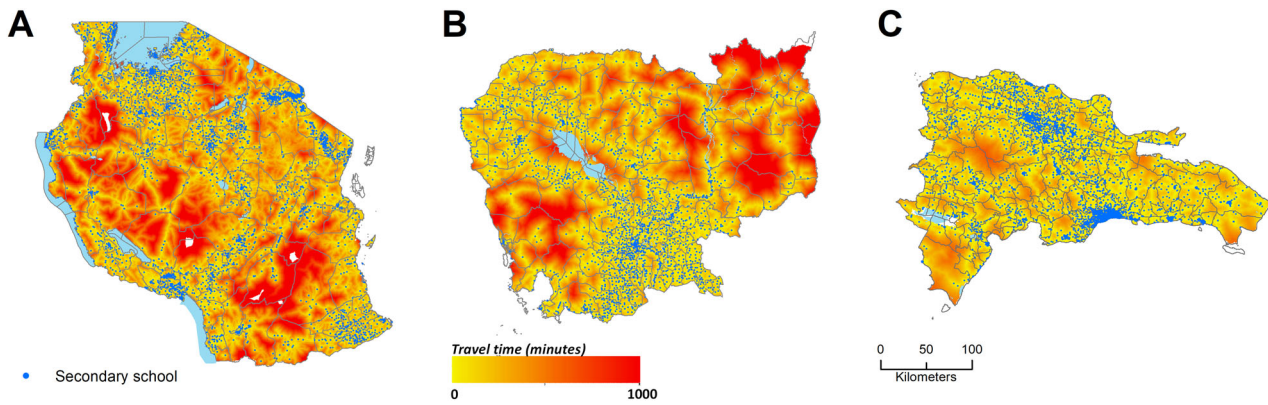 A
B
C
Secondary school
Travel time (minutes)
0
1000
0 50 100
Kilometers